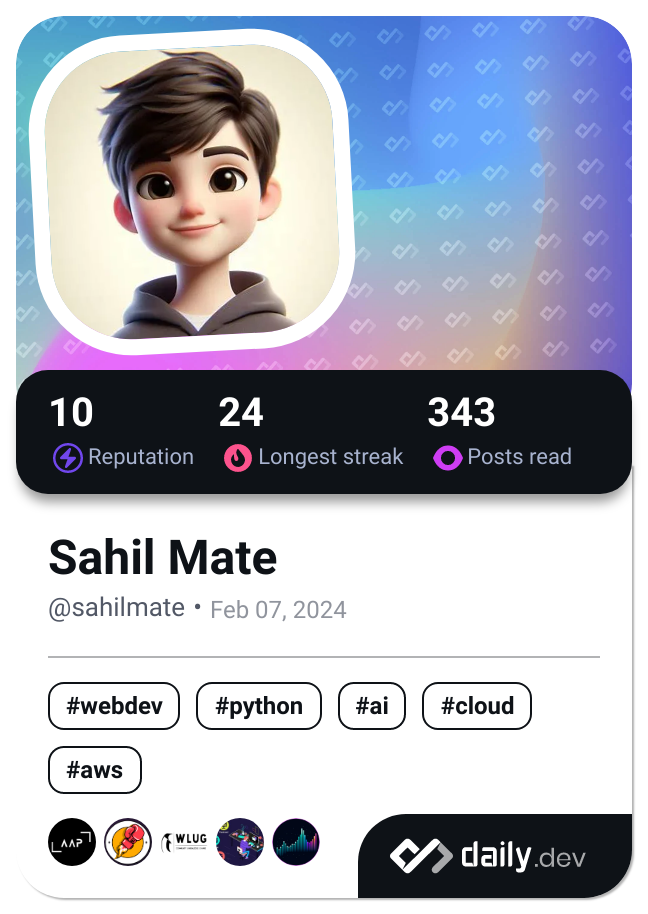 10 24 343
Reputation Longest streak Posts read
Sahil Mate
@sahilmate • Feb 07, 2024
#webdev #python #ai #cloud
#aws
AAP WLUG
daily.dev